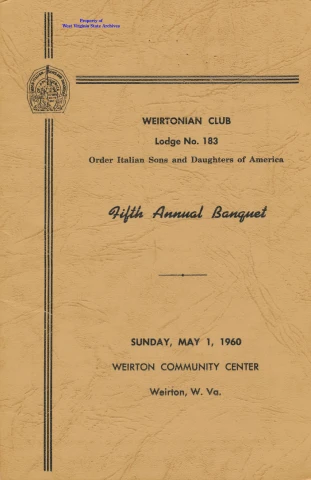 Property of
West Virginia State Archives
WEIRTONIAN CLUB
Lodge No. 183
Order Italian Sons and Daughters of America
Fifth Annual Banquet
SUNDAY, MAY 1, 1960
WEIRTON COMMUNITY CENTER
Weirton, W. Va.